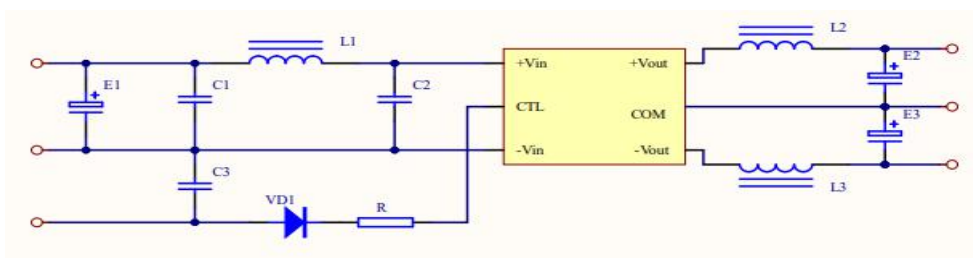 L1
L2
E1
+
C1
C2
+Vin
+Vout
E2
+
CTL
COM
E3
+
-Vin
-Vout
C3
VD1
R
L3